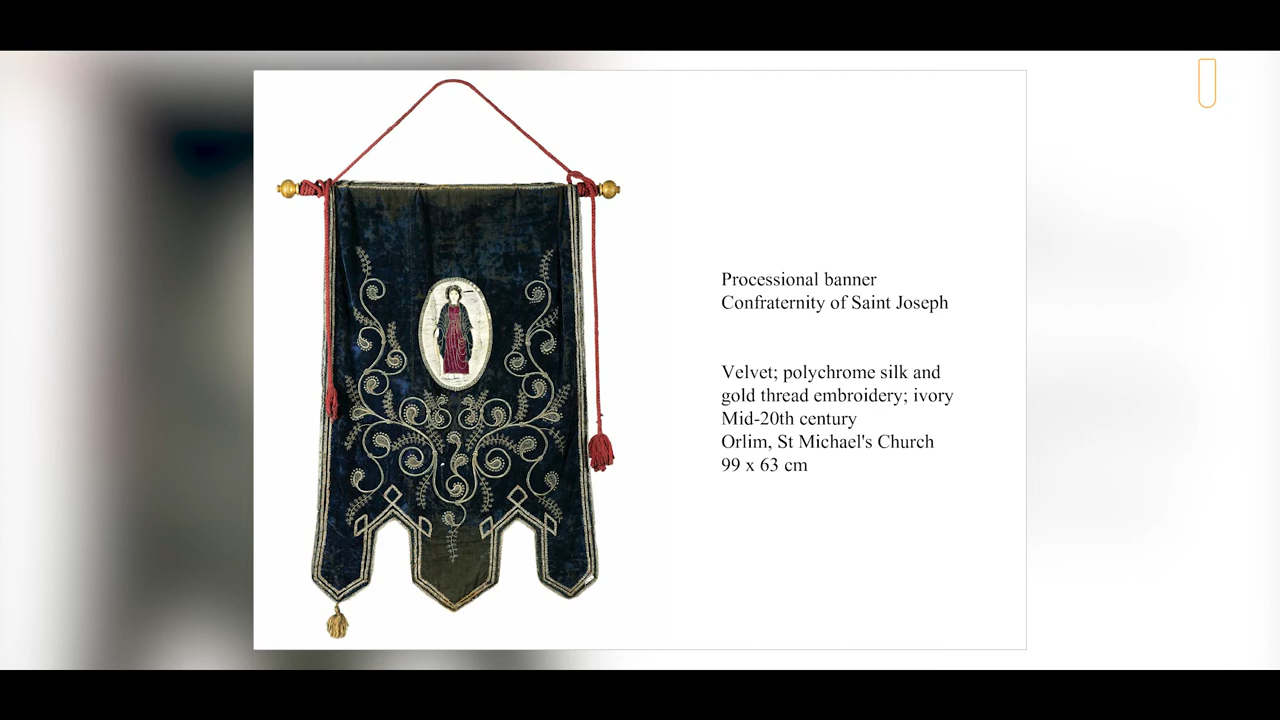 Processional banner
Confraternity of Saint Joseph
Velvet; polychrome silk and
gold thread embroidery; ivory
Mid-20th century
Orlim, St Michael's Church
99 x 63 cm